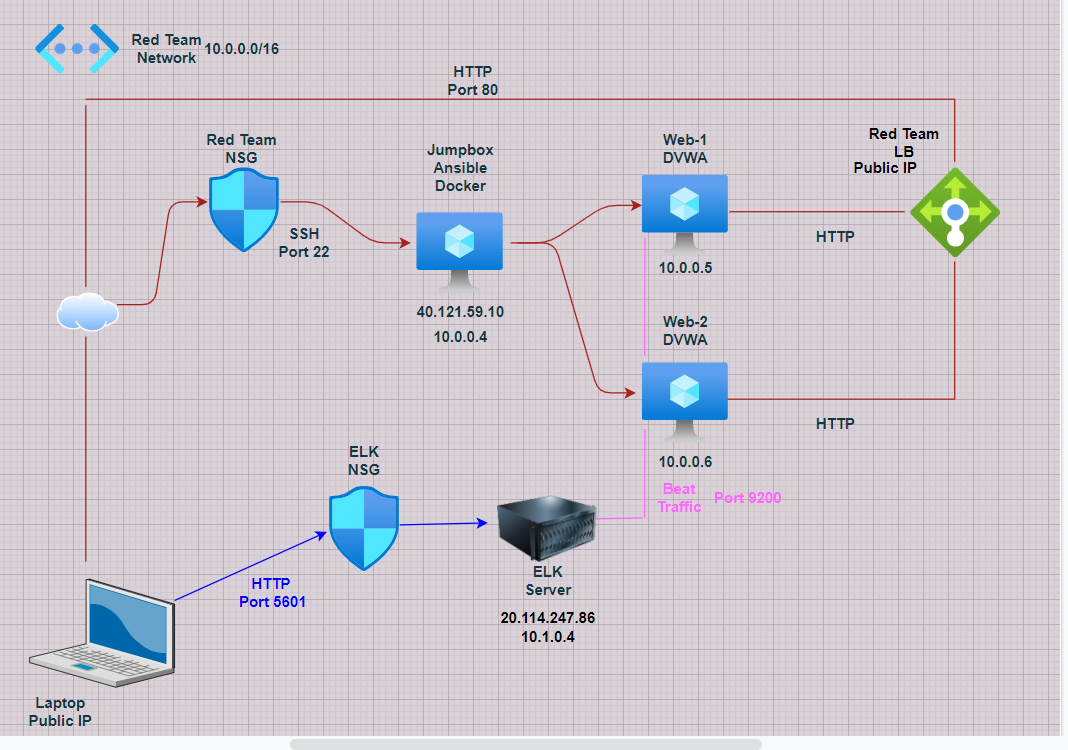 Red Team
Network
10.0.0.0/16
HTTP
Port 80
Red Team
NSG
Jumpbox
Ansible
Docker
Web-1
DVWA
Red Team
LB
Public IP
SSH
Port 22
HTTP
10.0.0.5
40.121.59.10
10.0.0.4
Web-2
DVWA
HTTP
10.0.0.6
ELK
NSG
Beat
Traffic
Port 9200
HTTP
Port 5601
ELK
Server
20.114.247.86
10.1.0.4
Laptop
Public IP